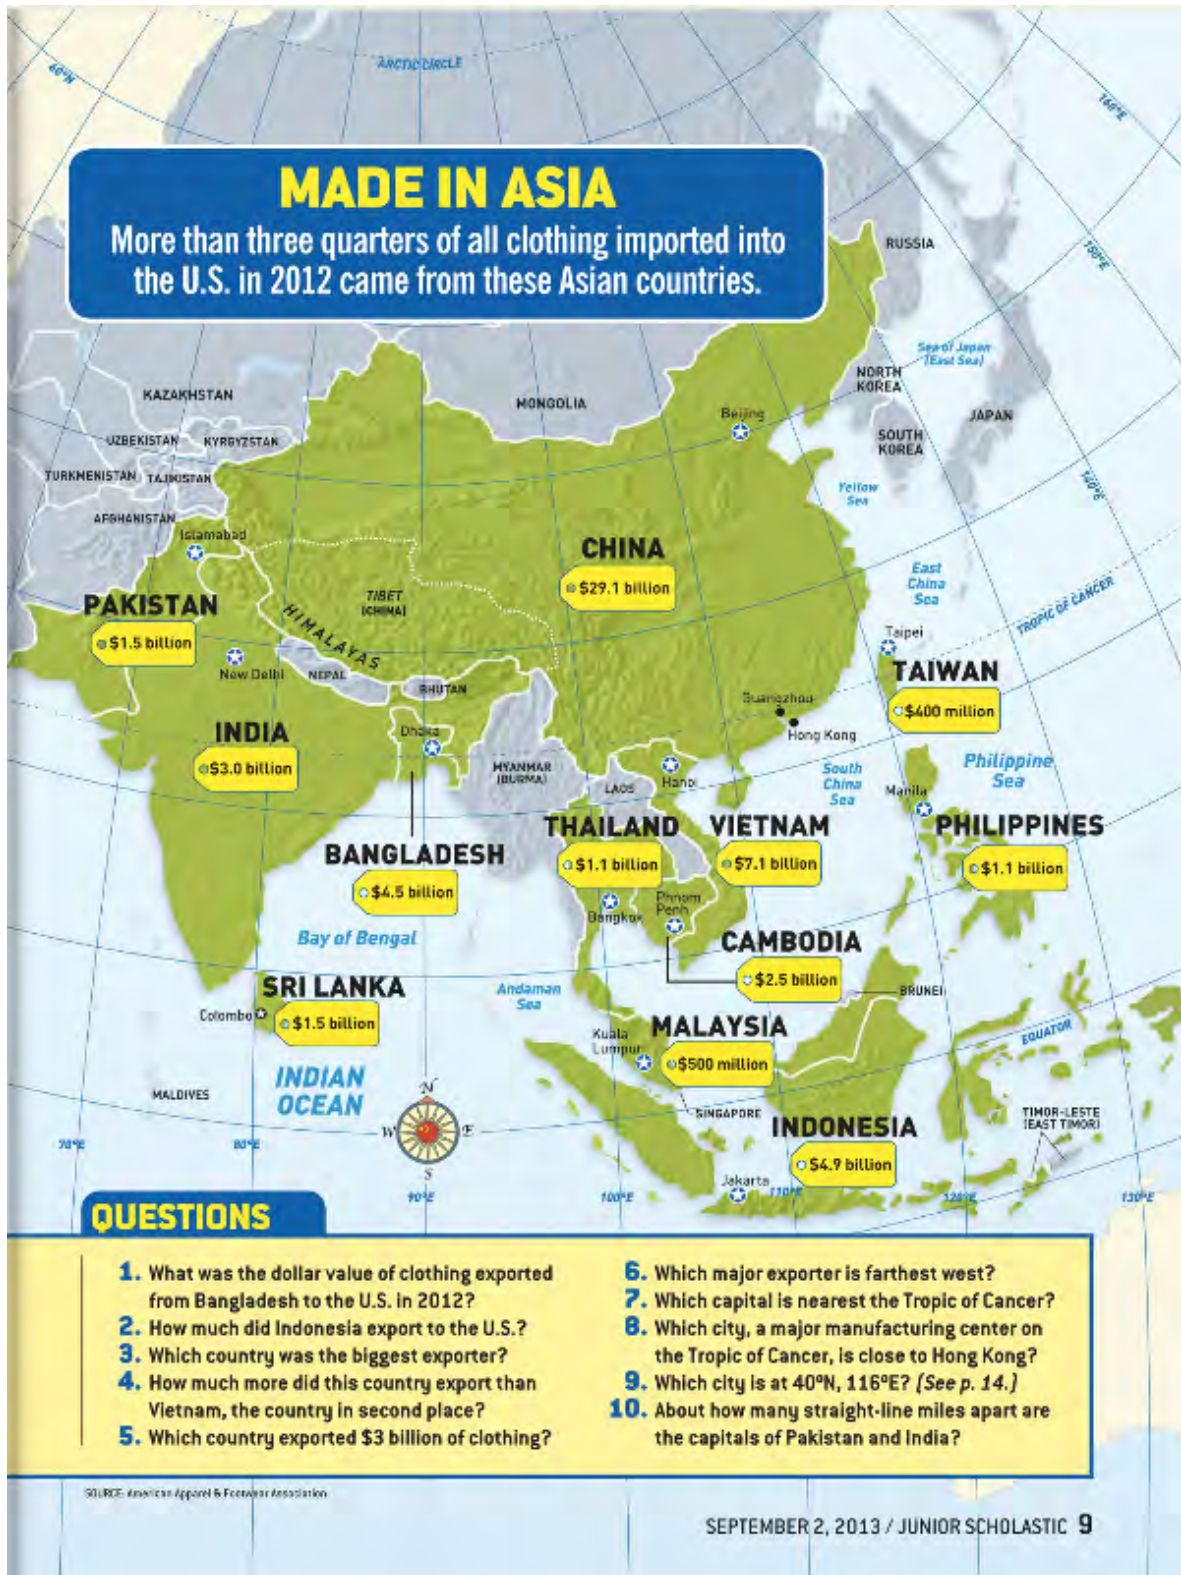 60°N
ARCTIC CIRCLE
160°E
MADE IN ASIA
More than three quarters of all clothing imported into
the U.S. in 2012 came from these Asian countries.
RUSSIA
150°E
Sea of Japan
(East Sea)
NORTH
KOREA
KAZAKHSTAN
MONGOLIA
Beijing
JAPAN
UZBEKISTAN
KYRGYZSTAN
SOUTH
KOREA
TURKMENISTAN
TAJIKISTAN
Yellow
Sea
140°E
AFGHANISTAN
Islamabad
CHINA
$29.1 billion
East
China
Sea
TIBET
(CHINA)
PAKISTAN
$1.5 billion
HIMALAYAS
TROPIC OF CANCER
Taipei
New Delhi
NEPAL
BHUTAN
TAIWAN
$400 million
Guangzhou
Hong Kong
INDIA
$3.0 billion
Dhaka
MYANMAR
(BURMA)
LAOS
Hanoi
South
China
Sea
Philippine
Sea
Manila
THAILAND
$1.1 billion
VIETNAM
$7.1 billion
PHILIPPINES
$1.1 billion
BANGLADESH
$4.5 billion
Bangkok
Phnom
Penh
Bay of Bengal
CAMBODIA
$2.5 billion
SRI LANKA
$1.5 billion
Colombo
Andaman
Sea
BRUNEI
Kuala
Lumpur
MALAYSIA
$500 million
EQUATOR
INDIAN
OCEAN
MALDIVES
N
W
E
S
SINGAPORE
INDONESIA
$4.9 billion
TIMOR-LESTE
(EAST TIMOR)
Jakarta
70°E
80°E
90°E
100°E
110°E
120°E
130°E
QUESTIONS
1. What was the dollar value of clothing exported
from Bangladesh to the U.S. in 2012?
2. How much did Indonesia export to the U.S.?
3. Which country was the biggest exporter?
4. How much more did this country export than
Vietnam, the country in second place?
5. Which country exported $3 billion of clothing?
6. Which major exporter is farthest west?
7. Which capital is nearest the Tropic of Cancer?
8. Which city, a major manufacturing center on
the Tropic of Cancer, is close to Hong Kong?
9. Which city is at 40°N, 116°E? (See p. 14.)
10. About how many straight-line miles apart are
the capitals of Pakistan and India?
SOURCE: American Apparel & Footwear Association
SEPTEMBER 2, 2013 / JUNIOR SCHOLASTIC 9